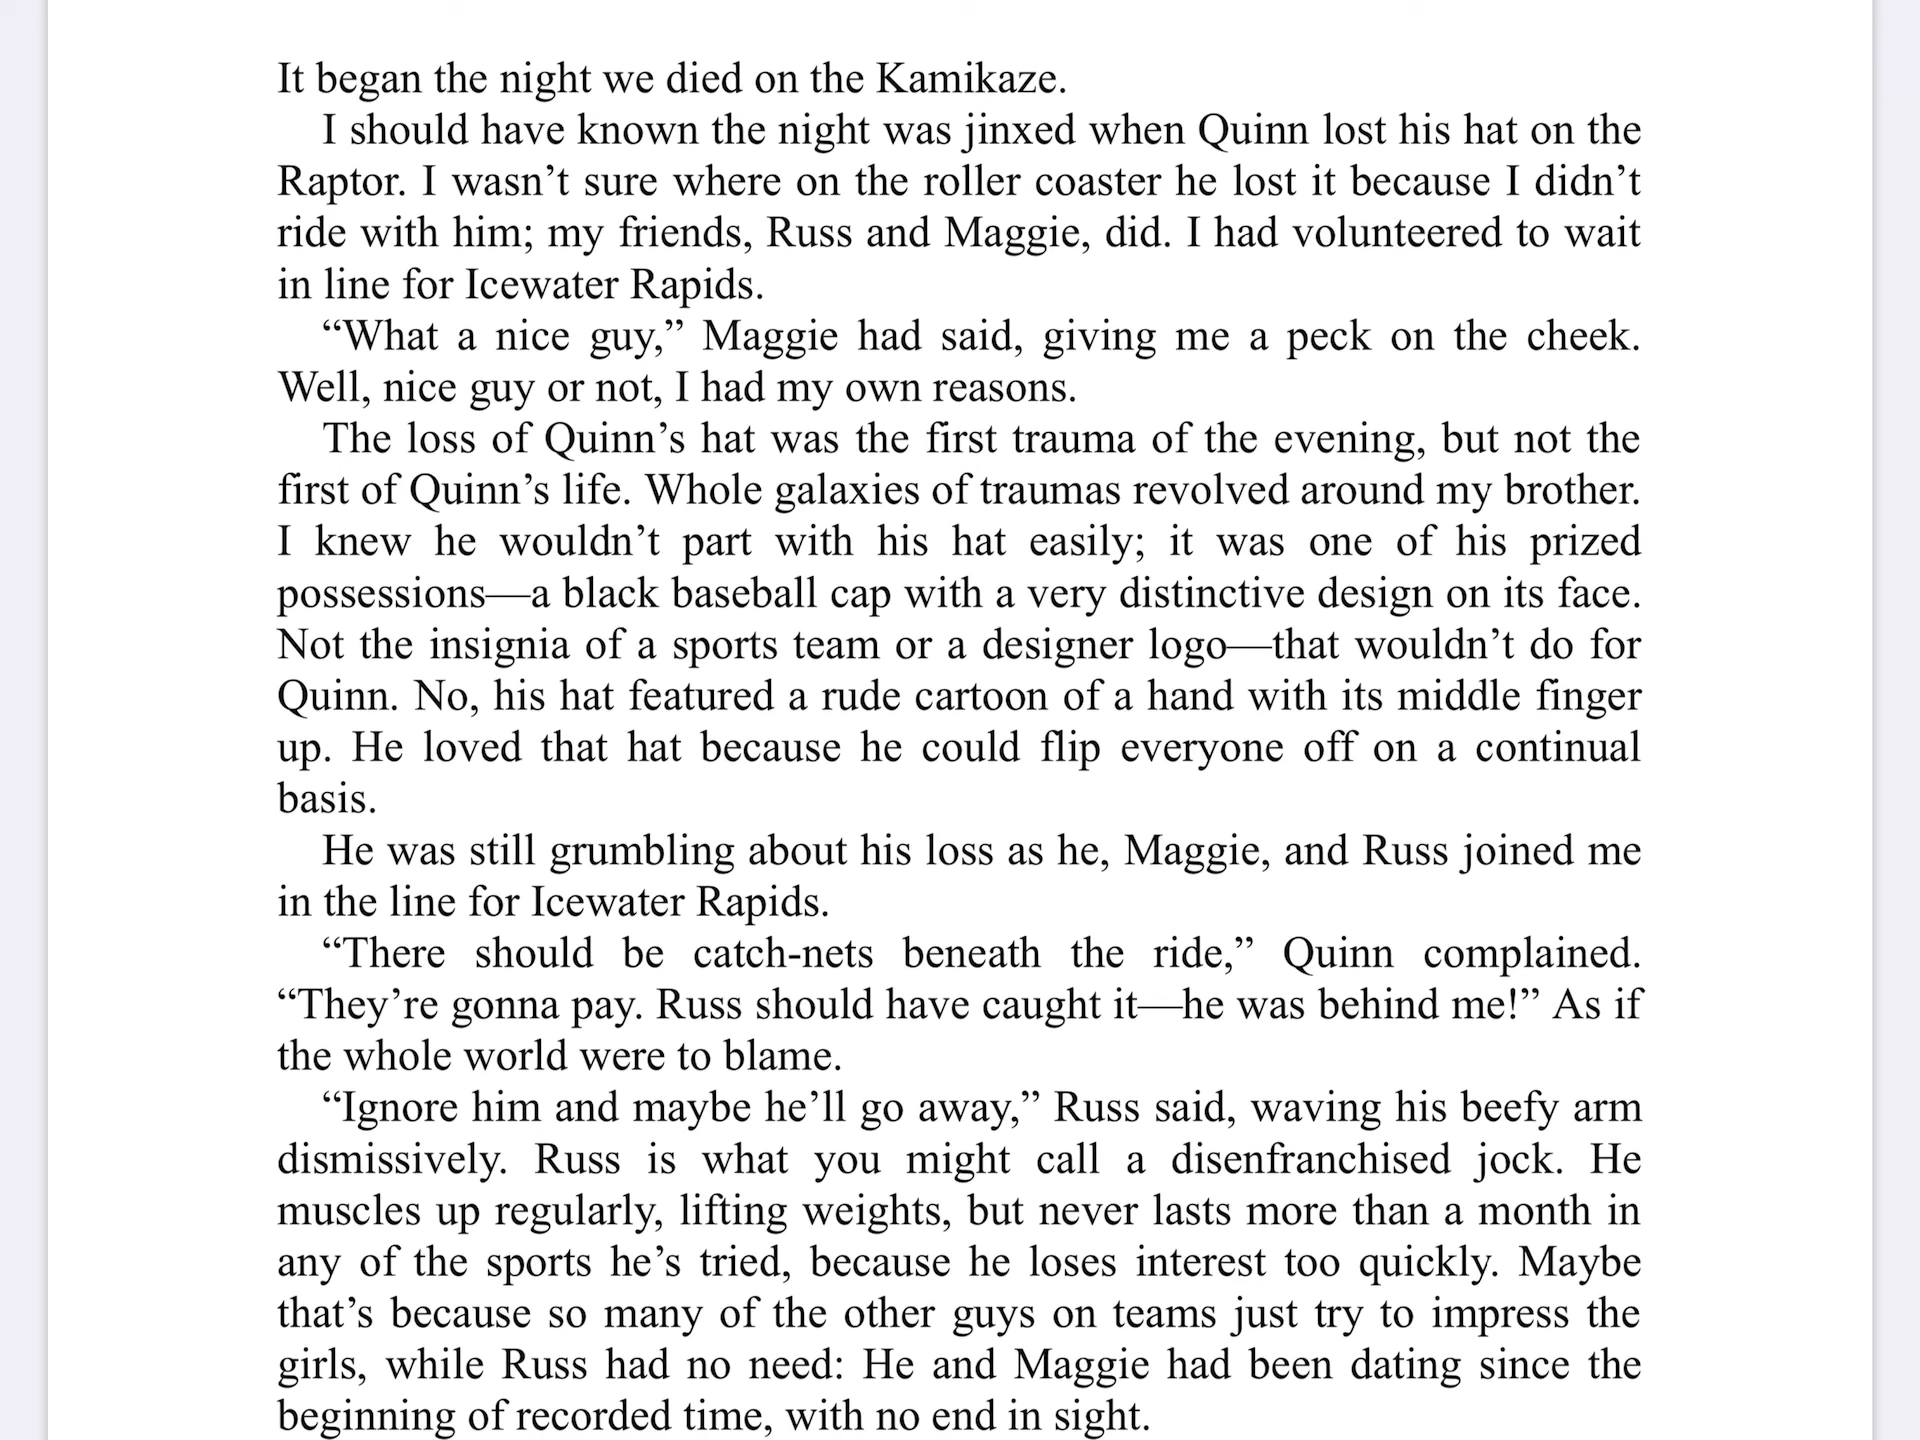 It began the night we died on the Kamikaze.
I should have known the night was jinxed when Quinn lost his hat on the
Raptor. I wasn’t sure where on the roller coaster he lost it because I didn’t
ride with him; my friends, Russ and Maggie, did. I had volunteered to wait
in line for Icewater Rapids.
“What a nice guy,” Maggie had said, giving me a peck on the cheek.
Well, nice guy or not, I had my own reasons.
The loss of Quinn’s hat was the first trauma of the evening, but not the
first of Quinn’s life. Whole galaxies of traumas revolved around my brother.
I knew he wouldn’t part with his hat easily; it was one of his prized
possessions—a black baseball cap with a very distinctive design on its face.
Not the insignia of a sports team or a designer logo—that wouldn’t do for
Quinn. No, his hat featured a rude cartoon of a hand with its middle finger
up. He loved that hat because he could flip everyone off on a continual
basis.
He was still grumbling about his loss as he, Maggie, and Russ joined me
in the line for Icewater Rapids.
“There should be catch-nets beneath the ride,” Quinn complained.
“They’re gonna pay. Russ should have caught it—he was behind me!” As if
the whole world were to blame.
“Ignore him and maybe he’ll go away,” Russ said, waving his beefy arm
dismissively. Russ is what you might call a disenfranchised jock. He
muscles up regularly, lifting weights, but never lasts more than a month in
any of the sports he’s tried, because he loses interest too quickly. Maybe
that’s because so many of the other guys on teams just try to impress the
girls, while Russ had no need: He and Maggie had been dating since the
beginning of recorded time, with no end in sight.